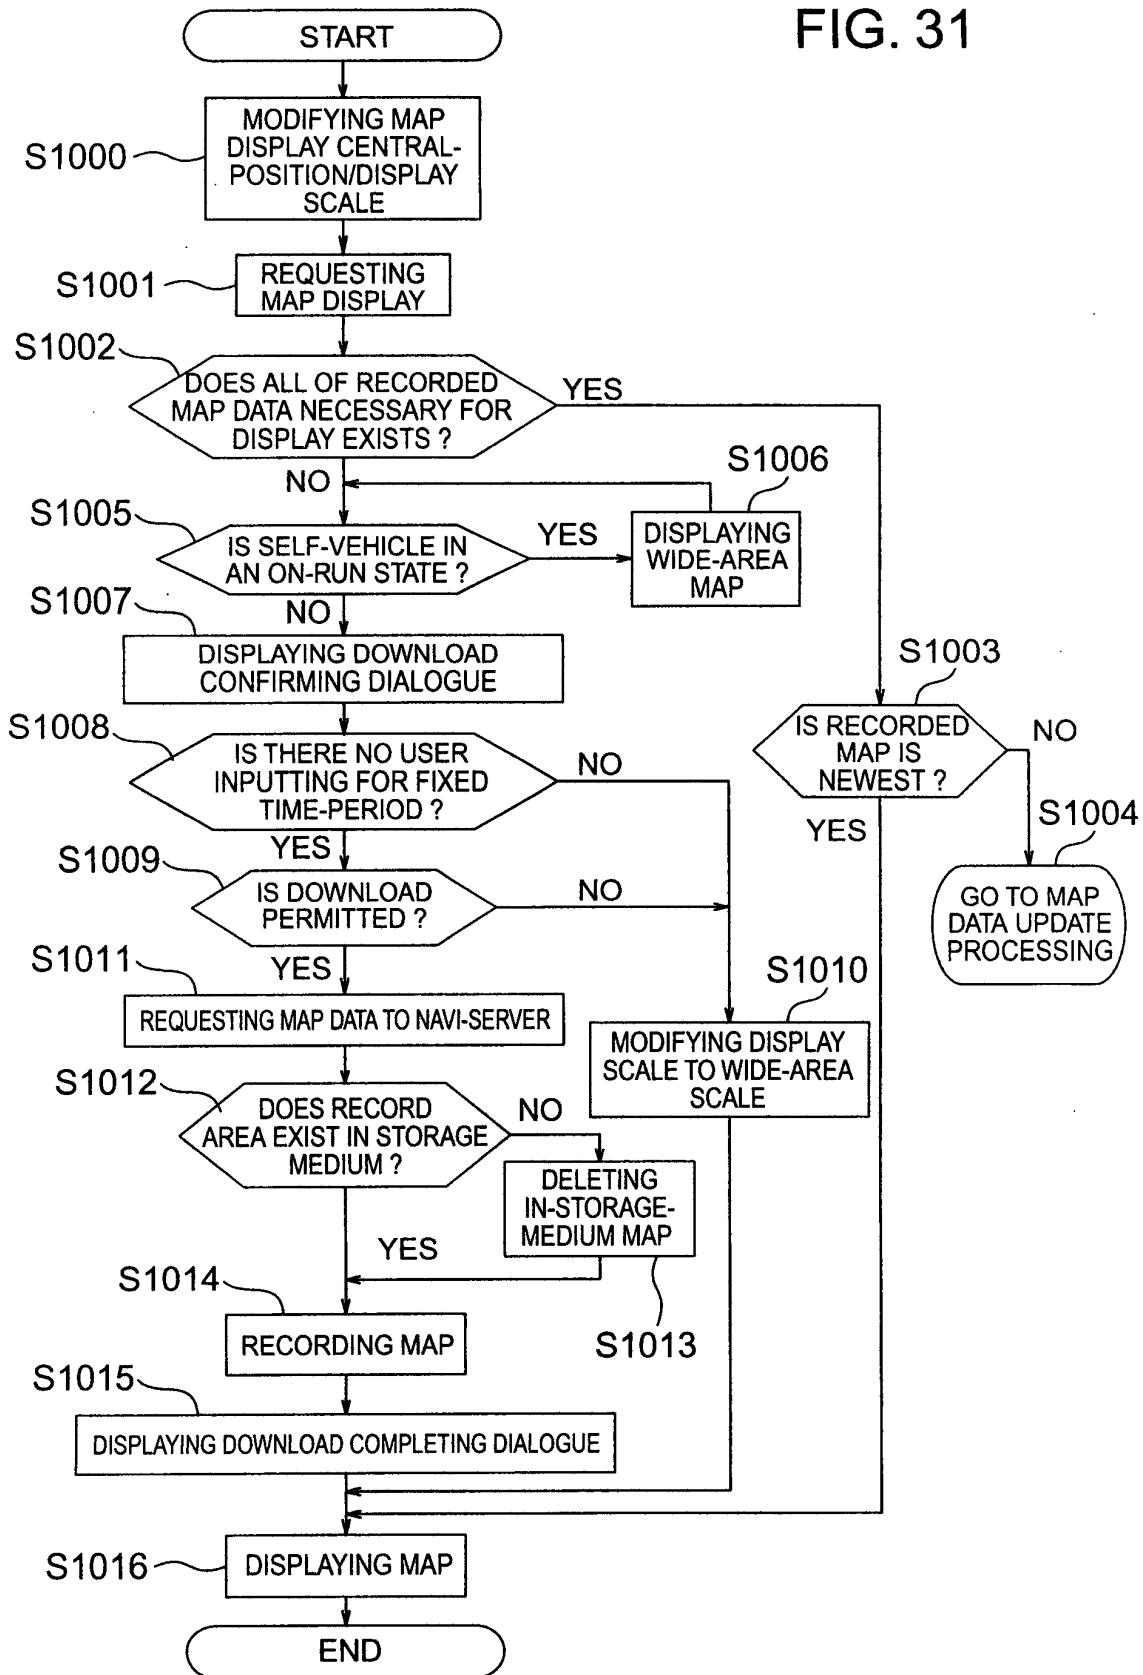 FIG. 31
START
S1000
MODIFYING MAP
DISPLAY CENTRAL-
POSITION/DISPLAY
SCALE
S1001
REQUESTING
MAP DISPLAY
S1002
DOES ALL OF RECORDED
MAP DATA NECESSARY FOR
DISPLAY EXISTS ?
YES
NO
S1005
IS SELF-VEHICLE IN
AN ON-RUN STATE ?
YES
S1006
DISPLAYING
WIDE-AREA
MAP
NO
S1007
DISPLAYING DOWNLOAD
CONFIRMING DIALOGUE
S1003
IS RECORDED
MAP IS
NEWEST ?
NO
YES
S1004
GO TO MAP
DATA UPDATE
PROCESSING
S1008
IS THERE NO USER
INPUTTING FOR FIXED
TIME-PERIOD ?
NO
YES
S1009
IS DOWNLOAD
PERMITTED ?
NO
YES
S1011
REQUESTING MAP DATA TO NAVI-SERVER
S1010
MODIFYING DISPLAY
SCALE TO WIDE-AREA
SCALE
S1012
DOES RECORD
AREA EXIST IN STORAGE
MEDIUM ?
NO
DELETING
IN-STORAGE-
MEDIUM MAP
S1013
YES
S1014
RECORDING MAP
S1015
DISPLAYING DOWNLOAD COMPLETING DIALOGUE
S1016
DISPLAYING MAP
END